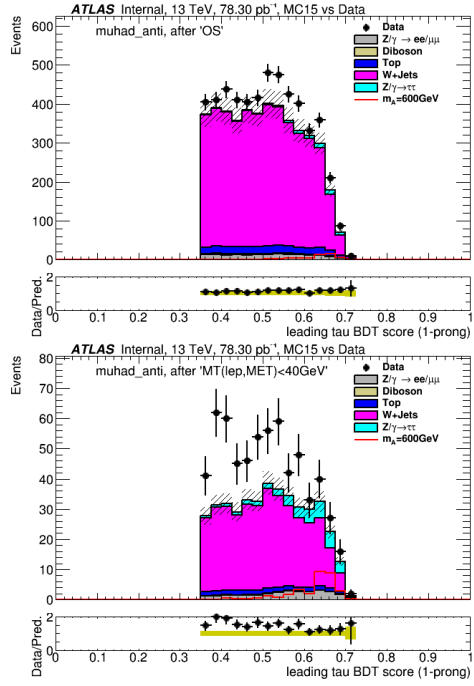 ATLAS Internal, 13 TeV, 78.30 pb⁻¹, MC15 vs Data
Events
muhad_anti, after 'OS'
Data
Z/γ → ee/μμ
Diboson
Top
W+Jets
Z/γ→ττ
m_A=600GeV
600
500
400
300
200
100
0
Data/Pred.
2
0
0 0.1 0.2 0.3 0.4 0.5 0.6 0.7 0.8 0.9 1
leading tau BDT score (1-prong)
ATLAS Internal, 13 TeV, 78.30 pb⁻¹, MC15 vs Data
Events
muhad_anti, after 'MT(lep,MET)<40GeV'
Data
Z/γ → ee/μμ
Diboson
Top
W+Jets
Z/γ→ττ
m_A=600GeV
80
70
60
50
40
30
20
10
0
Data/Pred.
2
0
0 0.1 0.2 0.3 0.4 0.5 0.6 0.7 0.8 0.9 1
leading tau BDT score (1-prong)